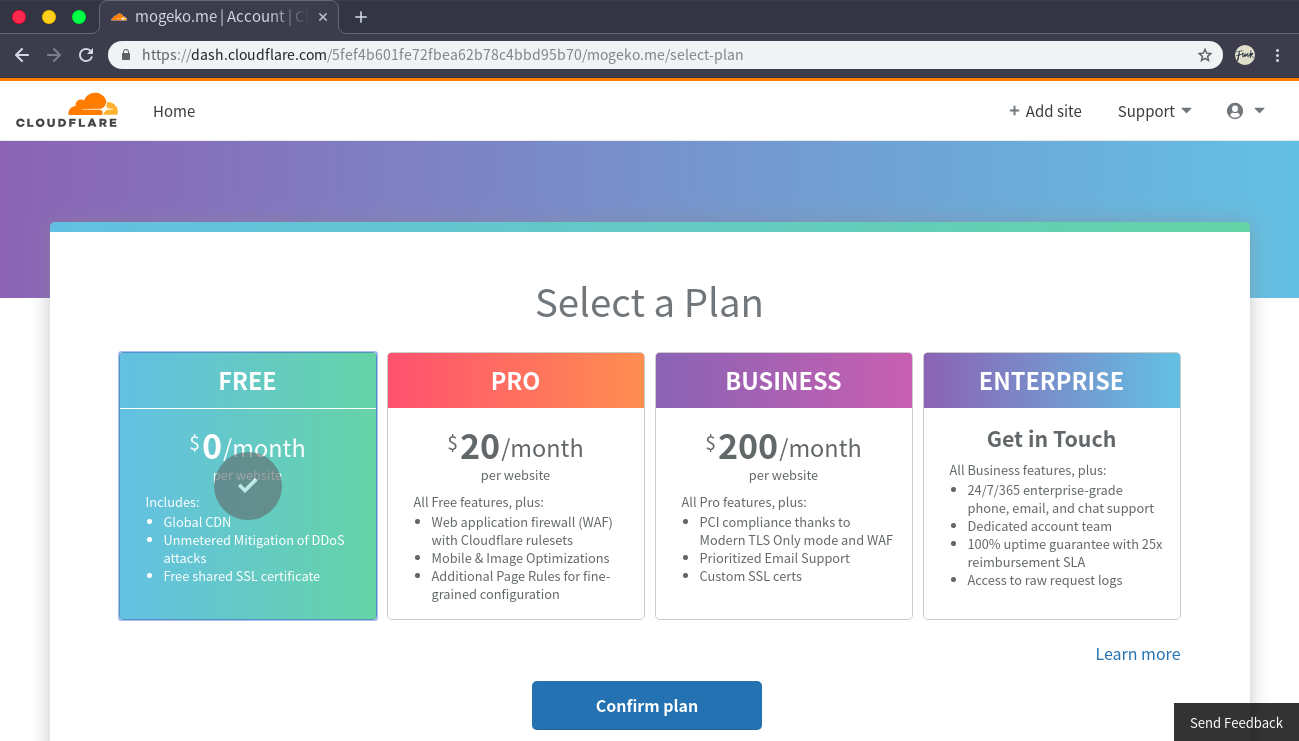 mogeko.me | Account | C
https://dash.cloudflare.com/5fef4b601fe72fbea62b78c4bbd95b70/mogeko.me/select-plan
CLOUDFLARE
Home
+ Add site
Support
Select a Plan
FREE
$0/month
per website
Includes:
• Global CDN
• Unmetered Mitigation of DDoS
attacks
• Free shared SSL certificate
PRO
$20/month
per website
All Free features, plus:
• Web application firewall (WAF)
with Cloudflare rulesets
• Mobile & Image Optimizations
• Additional Page Rules for fine-
grained configuration
BUSINESS
$200/month
per website
All Pro features, plus:
• PCI compliance thanks to
Modern TLS Only mode and WAF
• Prioritized Email Support
• Custom SSL certs
ENTERPRISE
Get in Touch
All Business features, plus:
• 24/7/365 enterprise-grade
phone, email, and chat support
• Dedicated account team
• 100% uptime guarantee with 25x
reimbursement SLA
• Access to raw request logs
Learn more
Confirm plan
Send Feedback